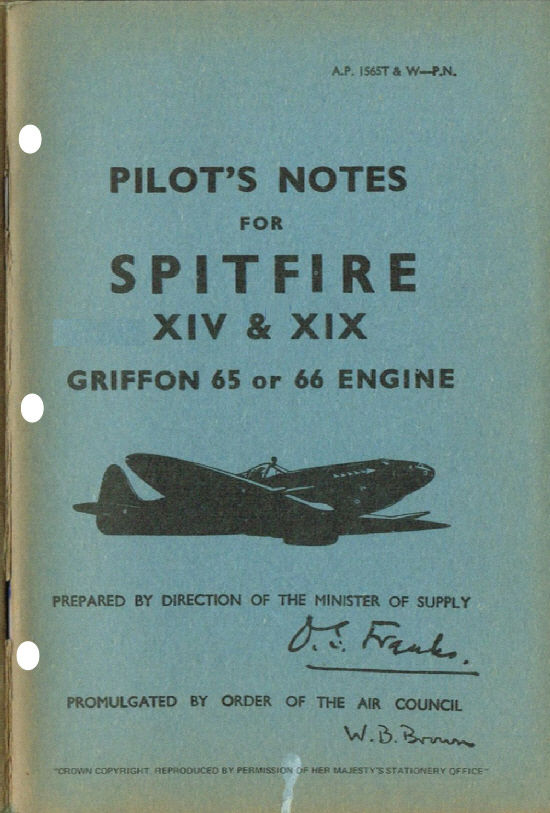 A.P. 1565T & W—P.N.
PILOT'S NOTES
FOR
SPITFIRE
XIV & XIX
GRIFFON 65 or 66 ENGINE
PREPARED BY DIRECTION OF THE MINISTER OF SUPPLY
O. S. Franks.
PROMULGATED BY ORDER OF THE AIR COUNCIL
W.B.Brown
"CROWN COPYRIGHT. REPRODUCED BY PERMISSION OF HER MAJESTY'S STATIONERY OFFICE"